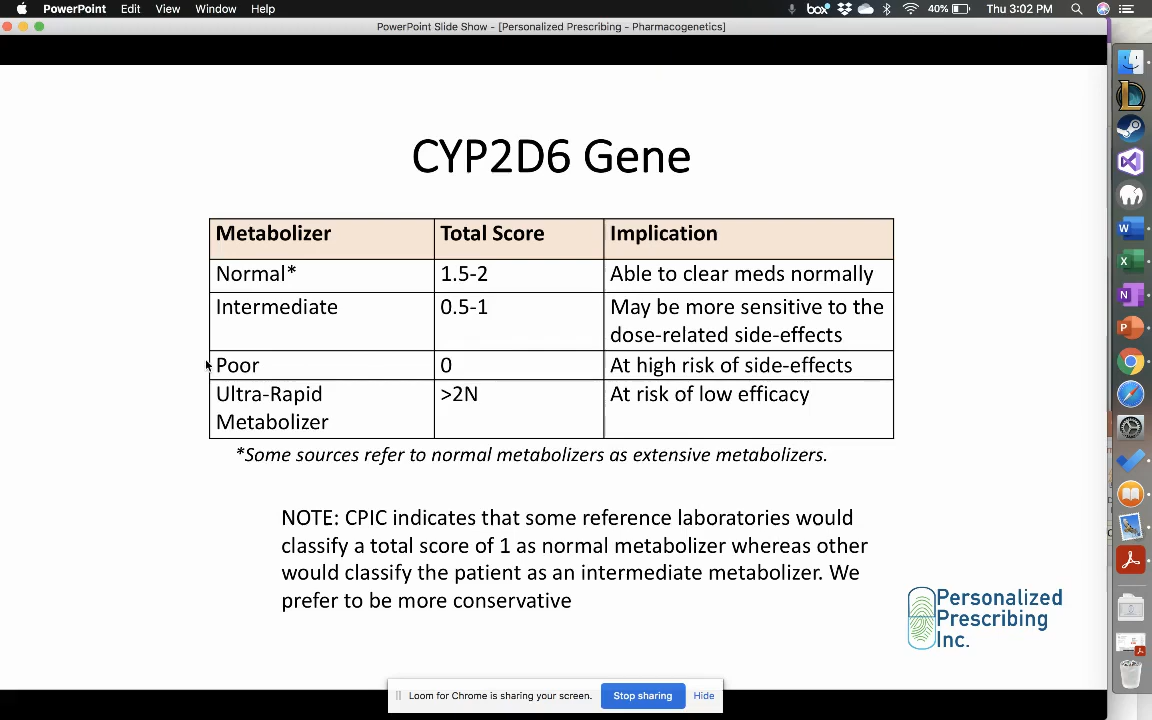 PowerPoint Edit View Window Help
box 40% Thu 3:02 PM
PowerPoint Slide Show - [Personalized Prescribing - Pharmacogenetics]
CYP2D6 Gene
Metabolizer Total Score Implication
Normal* 1.5-2 Able to clear meds normally
Intermediate 0.5-1 May be more sensitive to the
dose-related side-effects
Poor 0 At high risk of side-effects
Ultra-Rapid >2N At risk of low efficacy
Metabolizer
*Some sources refer to normal metabolizers as extensive metabolizers.
NOTE: CPIC indicates that some reference laboratories would
classify a total score of 1 as normal metabolizer whereas other
would classify the patient as an intermediate metabolizer. We
prefer to be more conservative
Personalized
Prescribing
Inc.
Loom for Chrome is sharing your screen. Stop sharing Hide